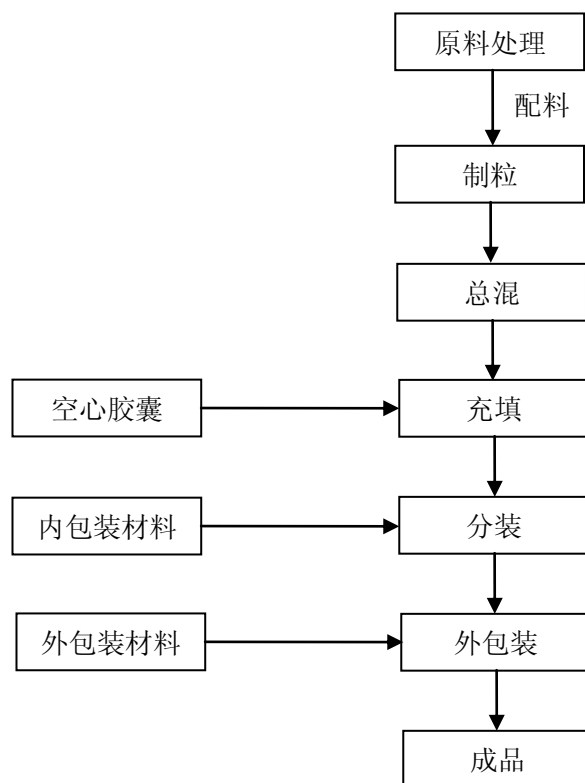 原料处理
配料
制粒
总混
空心胶囊
充填
内包装材料
分装
外包装材料
外包装
成品